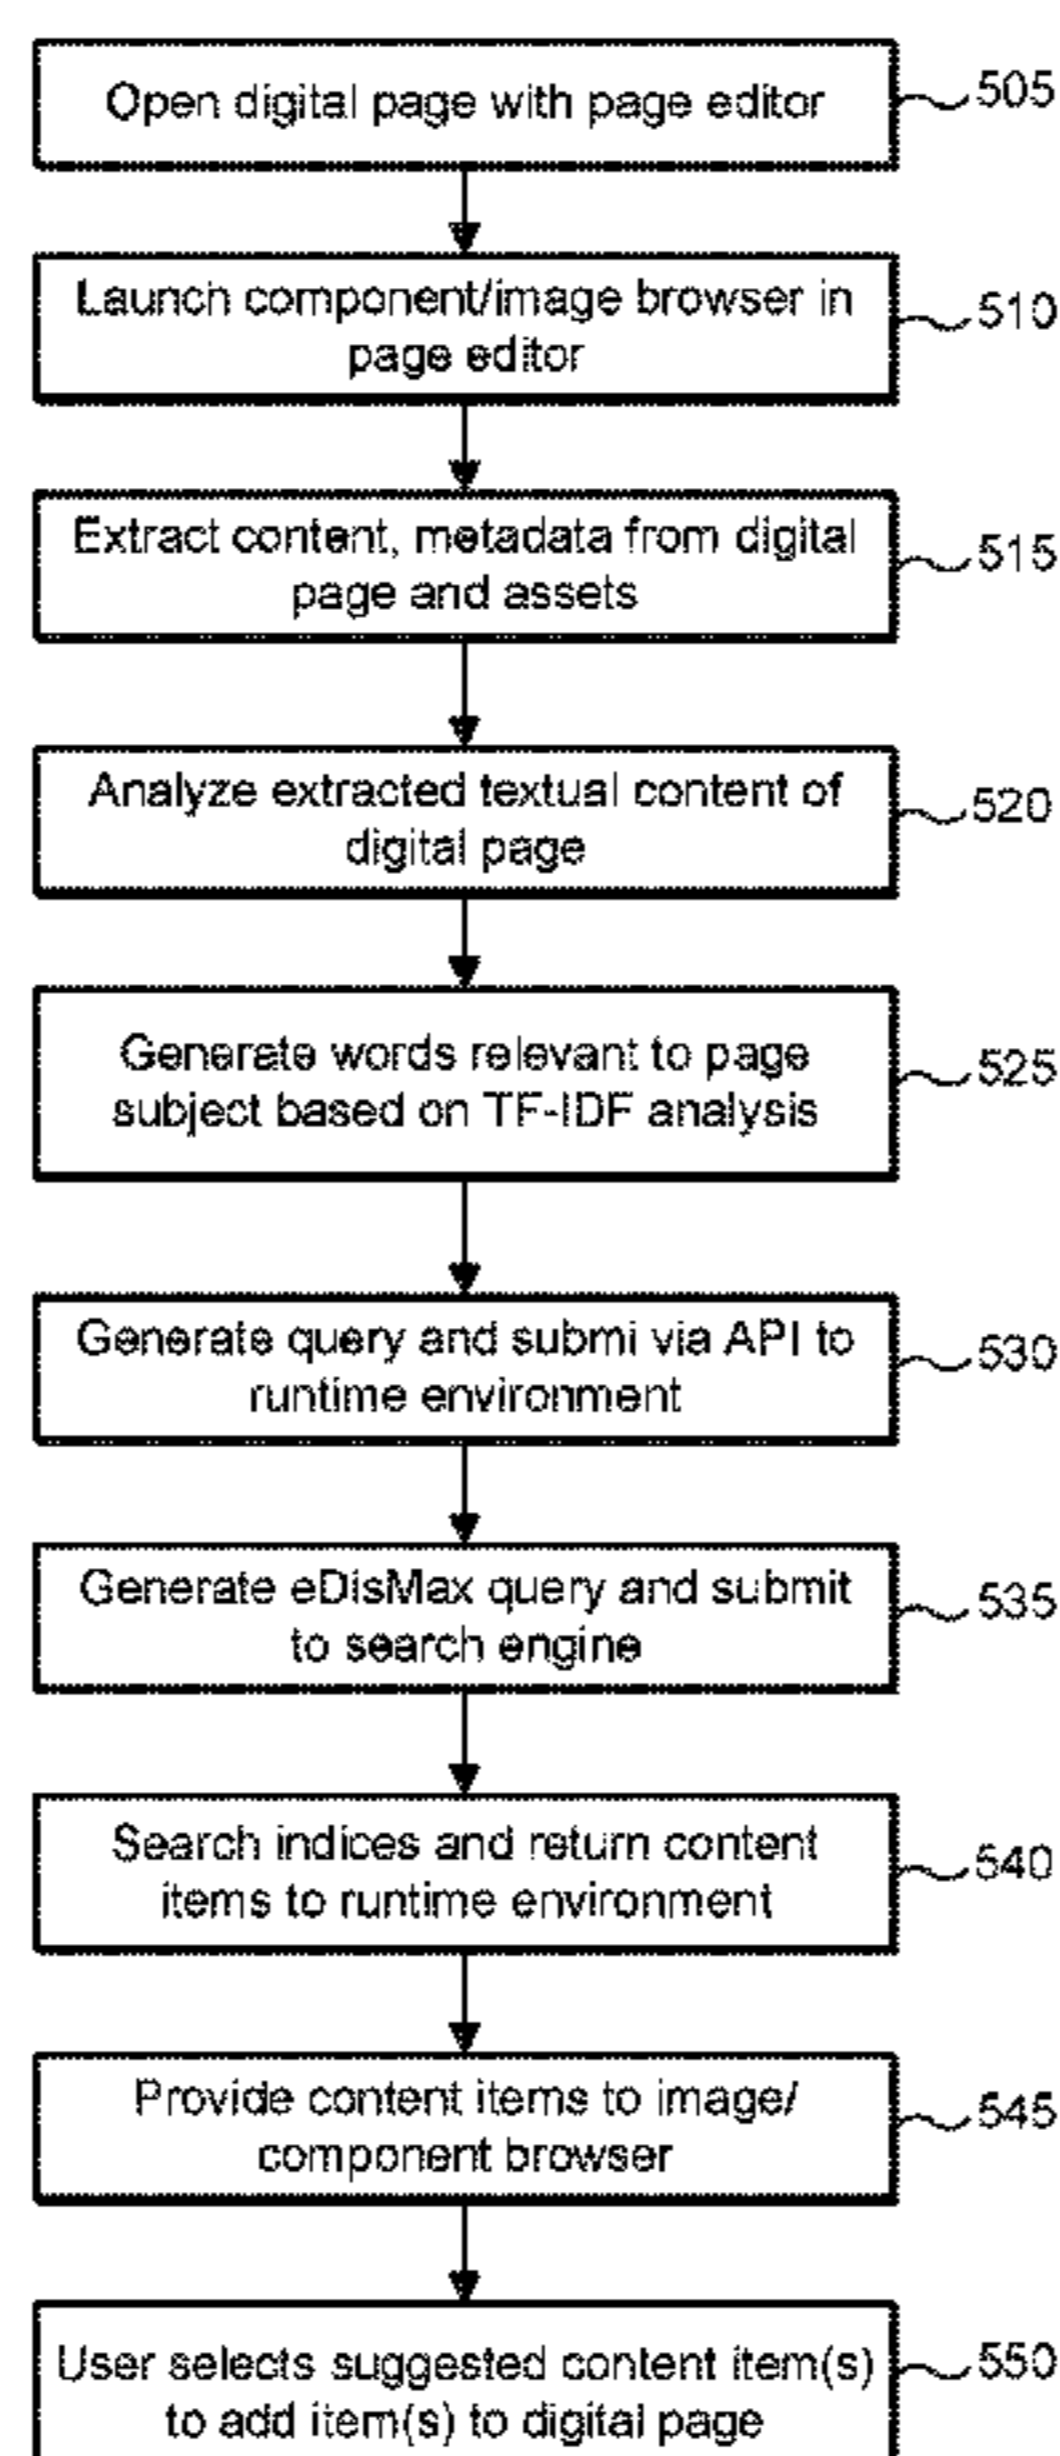 Open digital page with page editor
505
Launch component/image browser in
page editor
510
Extract content, metadata from digital
page and assets
515
Analyze extracted textual content of
digital page
520
Generate words relevant to page
subject based on TF-IDF analysis
525
Generate query and submi via API to
runtime environment
530
Generate eDisMax query and submit
to search engine
535
Search indices and return content
items to runtime environment
540
Provide content items to image/
component browser
545
User selects suggested content item(s)
to add item(s) to digital page
550